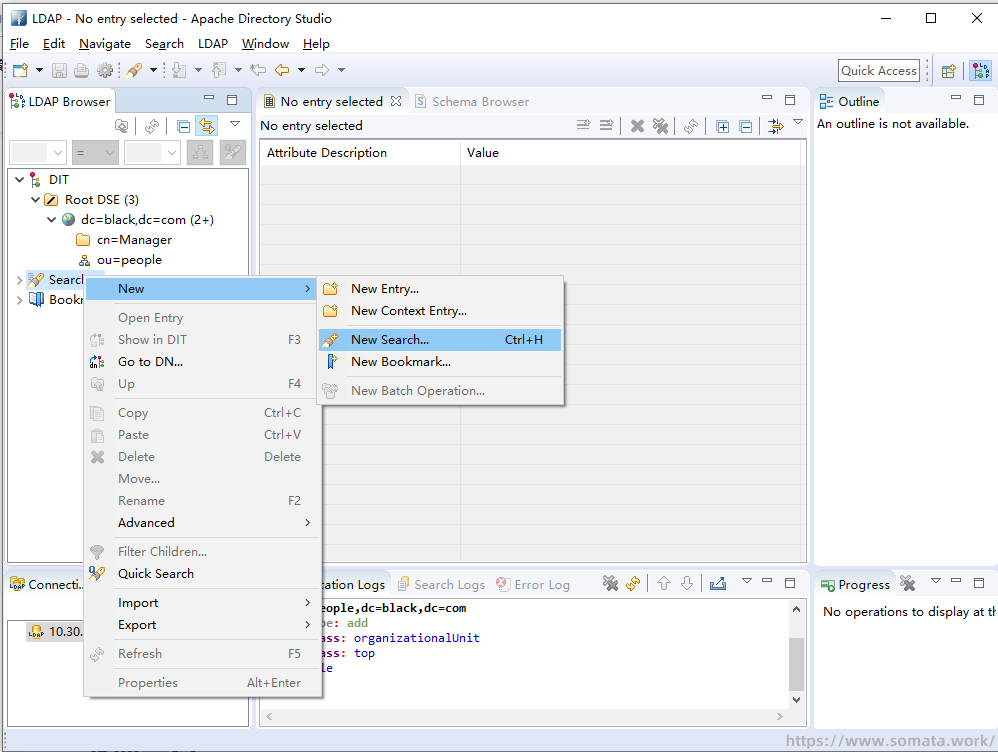 LDAP - No entry selected - Apache Directory Studio
File Edit Navigate Search LDAP Window Help
Quick Access
LDAP Browser
No entry selected
Schema Browser
Outline
No entry selected
An outline is not available.
=
Attribute Description Value
DIT
Root DSE (3)
dc=black,dc=com (2+)
cn=Manager
ou=people
Searc
Bookr
New
Open Entry
Show in DIT F3
Go to DN...
Up F4
Copy Ctrl+C
Paste Ctrl+V
Delete Delete
Move...
Rename F2
Advanced
Filter Children...
Quick Search
Import
Export
Refresh F5
Properties Alt+Enter
New Entry...
New Context Entry...
New Search... Ctrl+H
New Bookmark...
New Batch Operation...
Connecti...
10.30.
cation Logs
Search Logs
Error Log
Progress
eople,dc=black,dc=com
pe: add
ass: organizationalUnit
ass: top
le
No operations to display at th
https://www.somata.work/